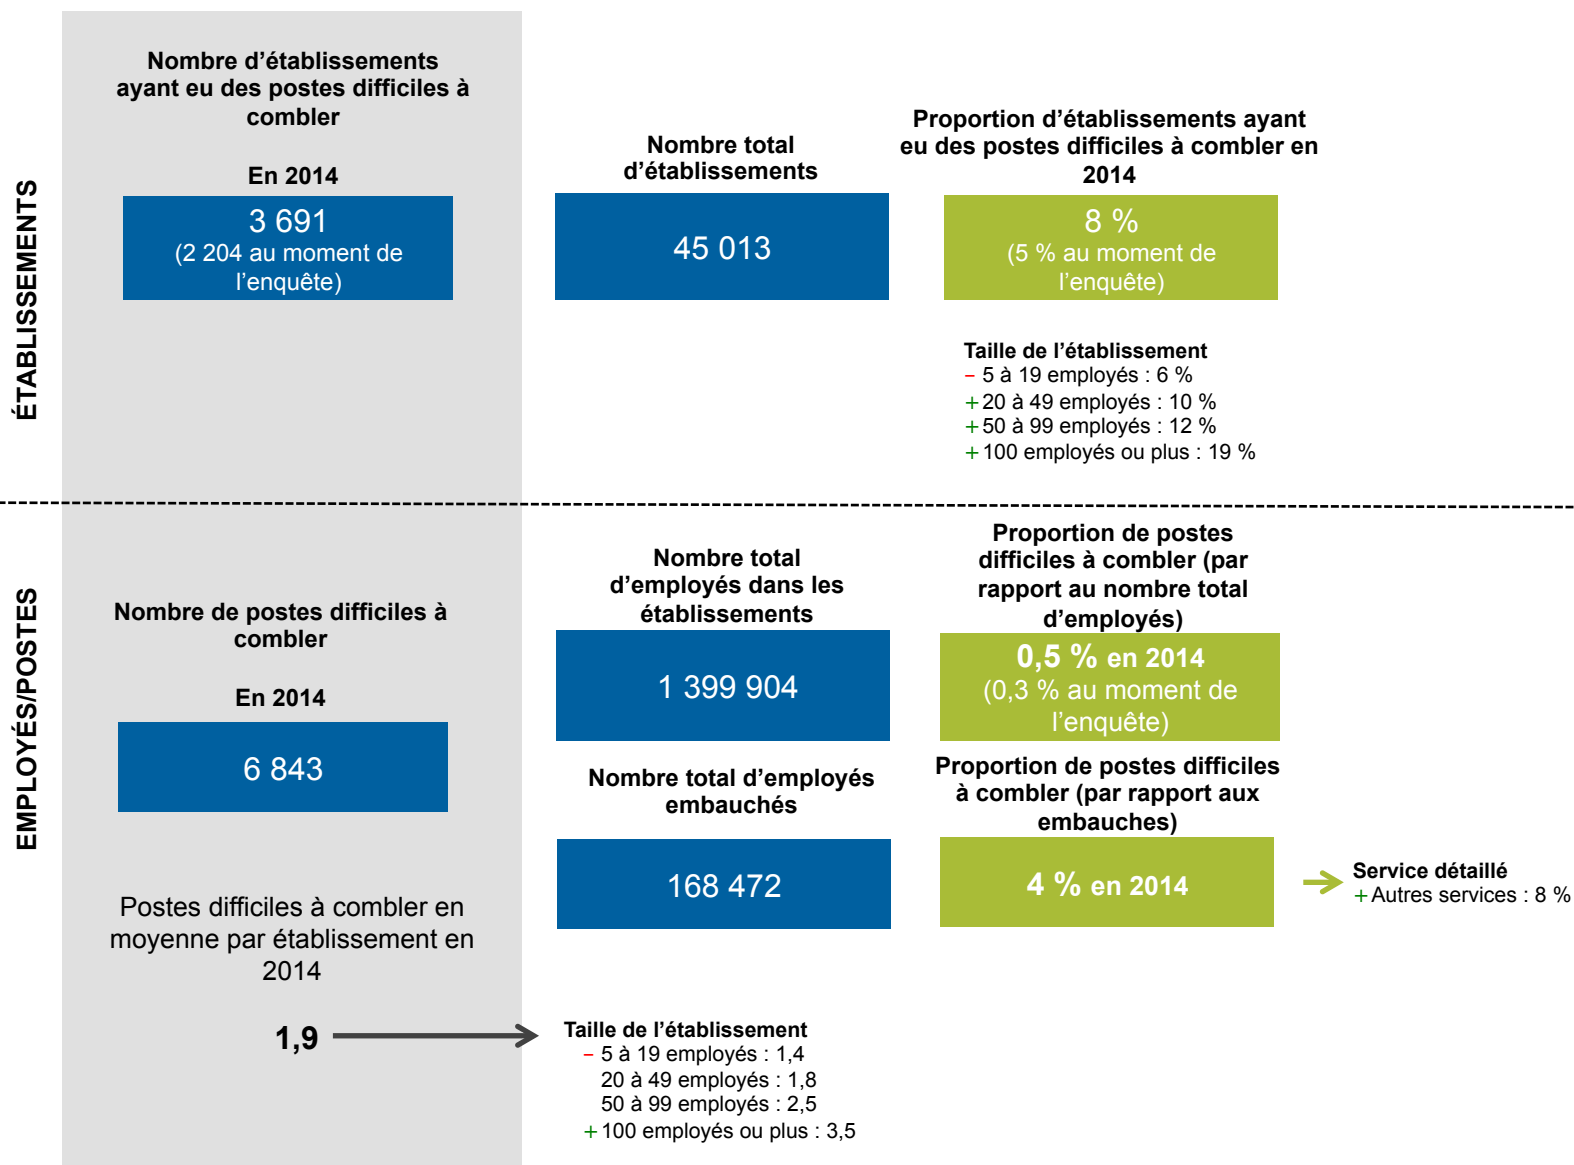 ÉTABLISSEMENTS
Nombre d’établissements
ayant eu des postes difficiles à
combler
En 2014
3 691
(2 204 au moment de
l’enquête)
Nombre total
d’établissements
45 013
Proportion d’établissements ayant
eu des postes difficiles à combler en
2014
8 %
(5 % au moment de
l’enquête)
Taille de l’établissement
– 5 à 19 employés : 6 %
+ 20 à 49 employés : 10 %
+ 50 à 99 employés : 12 %
+ 100 employés ou plus : 19 %
EMPLOYÉS/POSTES
Nombre de postes difficiles à
combler
En 2014
6 843
Nombre total
d’employés dans les
établissements
1 399 904
Proportion de postes
difficiles à combler (par
rapport au nombre total
d’employés)
0,5 % en 2014
(0,3 % au moment de
l’enquête)
Nombre total d’employés
embauchés
168 472
Proportion de postes difficiles
à combler (par rapport aux
embauches)
4 % en 2014
Service détaillé
+ Autres services : 8 %
Postes difficiles à combler en
moyenne par établissement en
2014
1,9
Taille de l’établissement
– 5 à 19 employés : 1,4
20 à 49 employés : 1,8
50 à 99 employés : 2,5
+ 100 employés ou plus : 3,5